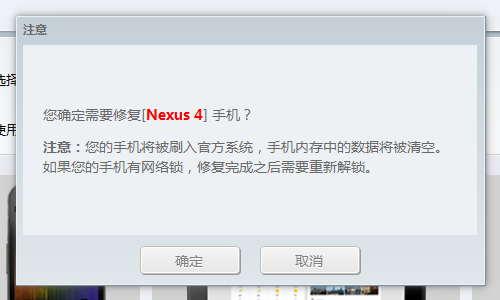 注意
选择
您确定需要修复[Nexus 4] 手机？
使用
注意：您的手机将被刷入官方系统，手机内存中的数据将被清空。
如果您的手机有网络锁，修复完成之后需要重新解锁。
确定 取消